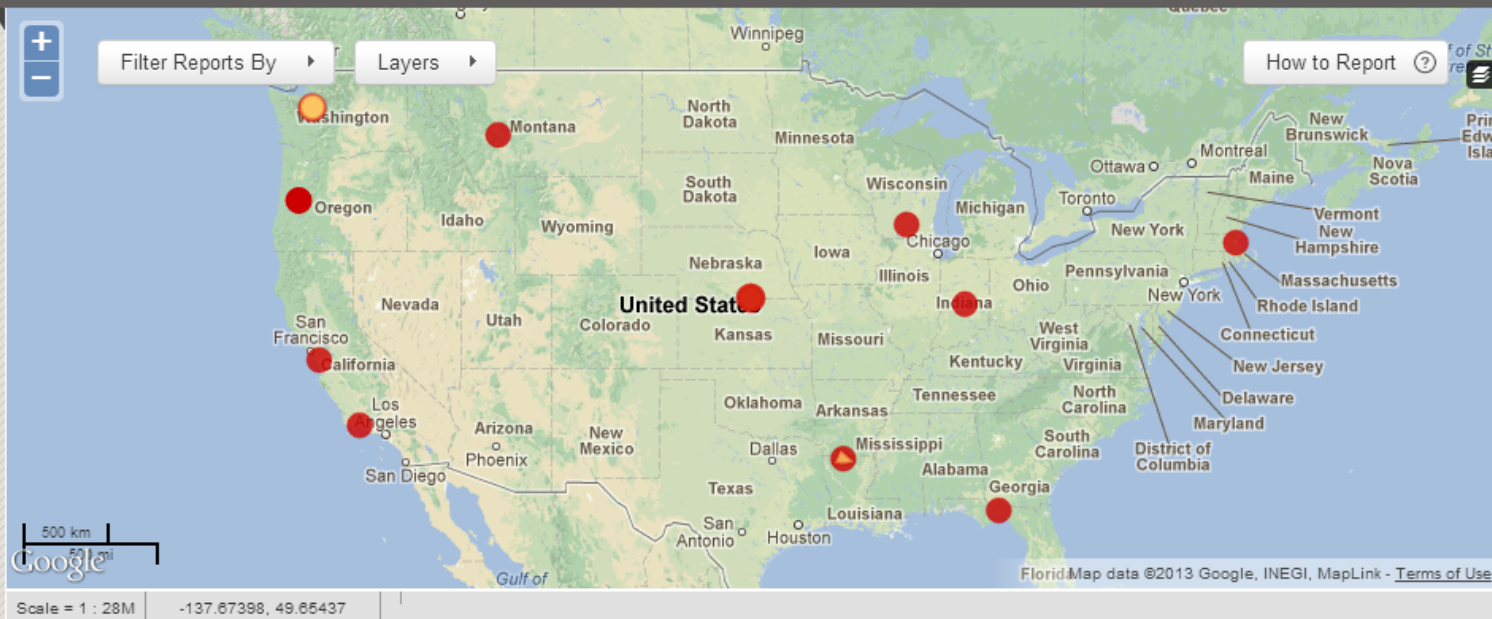 Quebec
Winnipeg
Filter Reports By
Layers
How to Report ?
Washington
Montana
North
Dakota
Minnesota
New
Brunswick
Ottawa
Montreal
Maine
Nova
Scotia
Oregon
Idaho
Wyoming
South
Dakota
Wisconsin
Michigan
Toronto
New York
Vermont
New
Hampshire
Chicago
Iowa
Nebraska
Illinois
Ohio
Pennsylvania
Massachusetts
Rhode Island
Nevada
Utah
Colorado
United States
Kansas
Missouri
Indiana
West
Virginia
New York
Connecticut
San
Francisco
California
Kentucky
Virginia
New Jersey
Delaware
Maryland
Los
Angeles
Arizona
Phoenix
New
Mexico
Oklahoma
Arkansas
Tennessee
North
Carolina
South
Carolina
District of
Columbia
San Diego
Dallas
Mississippi
Alabama
Georgia
Texas
Louisiana
San
Antonio
Houston
500 km
500 mi
Google
Gulf of
Florida
Map data ©2013 Google, INEGI, MapLink - Terms of Use
Scale = 1 : 28M
-137.67398, 49.65437